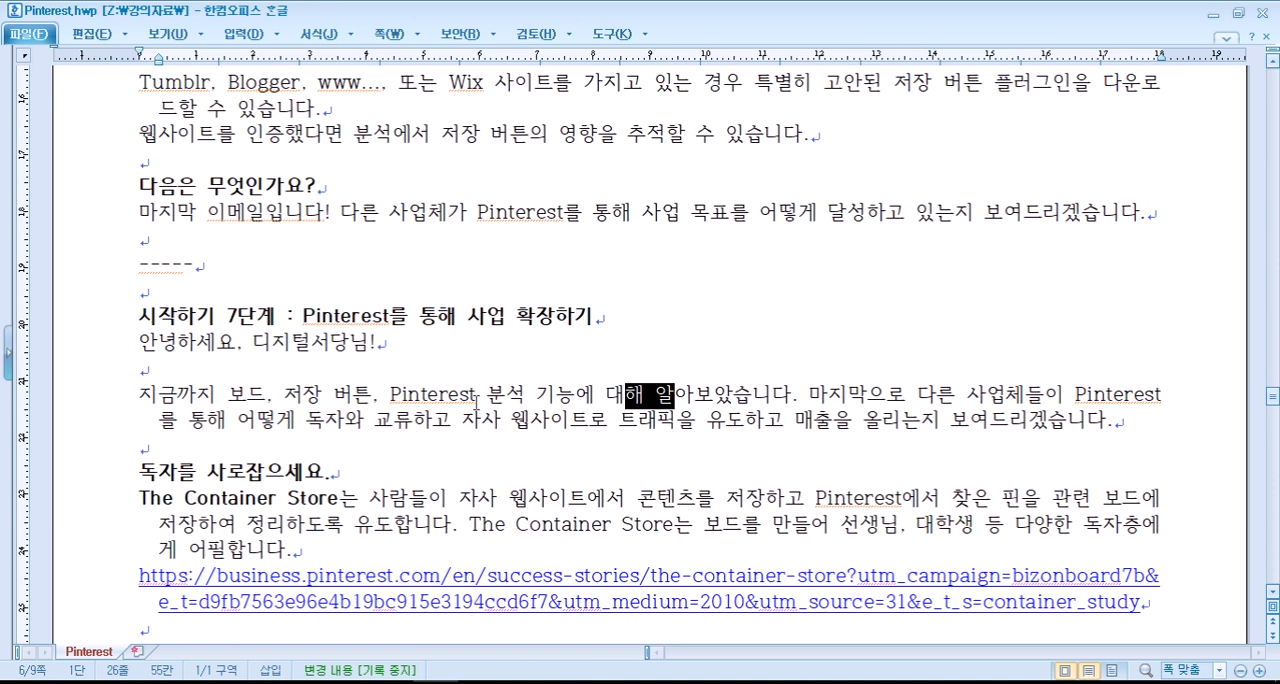 Pinterest.hwp [Z:￦강의자료￦] - 한컴오피스 훈글
파일(F) 편집(E) 보기(U) 입력(D) 서식(J) 쪽(W) 보안(R) 검토(H) 도구(K)
1 1 2 3 4 5 6 7 8 9 10 11 12 13 14 15 16 17 18 19
Tumblr, Blogger, www…, 또는 Wix 사이트를 가지고 있는 경우 특별히 고안된 저장 버튼 플러그인을 다운로
드할 수 있습니다.
웹사이트를 인증했다면 분석에서 저장 버튼의 영향을 추적할 수 있습니다.
다음은 무엇인가요?
마지막 이메일입니다! 다른 사업체가 Pinterest를 통해 사업 목표를 어떻게 달성하고 있는지 보여드리겠습니다.
-----
시작하기 7단계 : Pinterest를 통해 사업 확장하기
안녕하세요, 디지털서당님!
지금까지 보드, 저장 버튼, Pinterest 분석 기능에 대해 알아보았습니다. 마지막으로 다른 사업체들이 Pinterest
를 통해 어떻게 독자와 교류하고 자사 웹사이트로 트래픽을 유도하고 매출을 올리는지 보여드리겠습니다.
독자를 사로잡으세요.
The Container Store는 사람들이 자사 웹사이트에서 콘텐츠를 저장하고 Pinterest에서 찾은 핀을 관련 보드에
저장하여 정리하도록 유도합니다. The Container Store는 보드를 만들어 선생님, 대학생 등 다양한 독자층에
게 어필합니다.
https://business.pinterest.com/en/success-stories/the-container-store?utm_campaign=bizonboard7b&
e_t=d9fb7563e96e4b19bc915e3194ccd6f7&utm_medium=2010&utm_source=31&e_t_s=container_study
Pinterest
6/9쪽 1단 26줄 55칸 1/1 구역 삽입 변경 내용 [기록 중지] 폭 맞춤